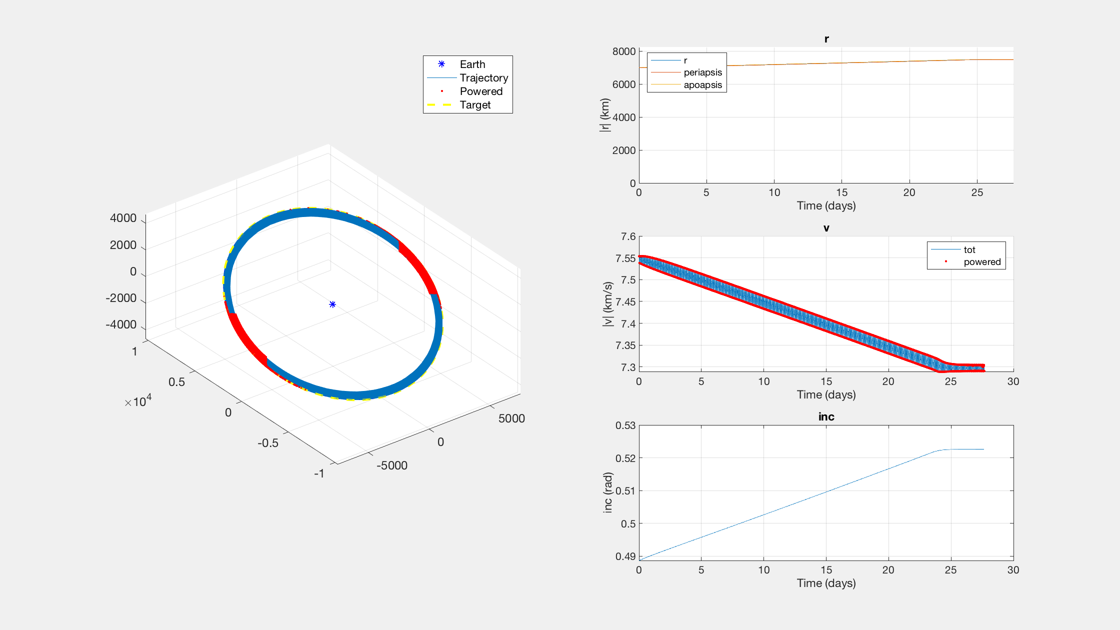 Earth
Trajectory
Powered
Target
4000
2000
0
-2000
-4000
1
0.5
0
-0.5
-1
×10^4
-5000
0
5000
r
8000
6000
4000
2000
0
|r| (km)
r
periapsis
apoapsis
0 5 10 15 20 25
Time (days)
v
7.6
7.55
7.5
7.45
7.4
7.35
7.3
|v| (km/s)
tot
powered
0 5 10 15 20 25 30
Time (days)
inc
0.53
0.52
0.51
0.5
0.49
inc (rad)
0 5 10 15 20 25 30
Time (days)